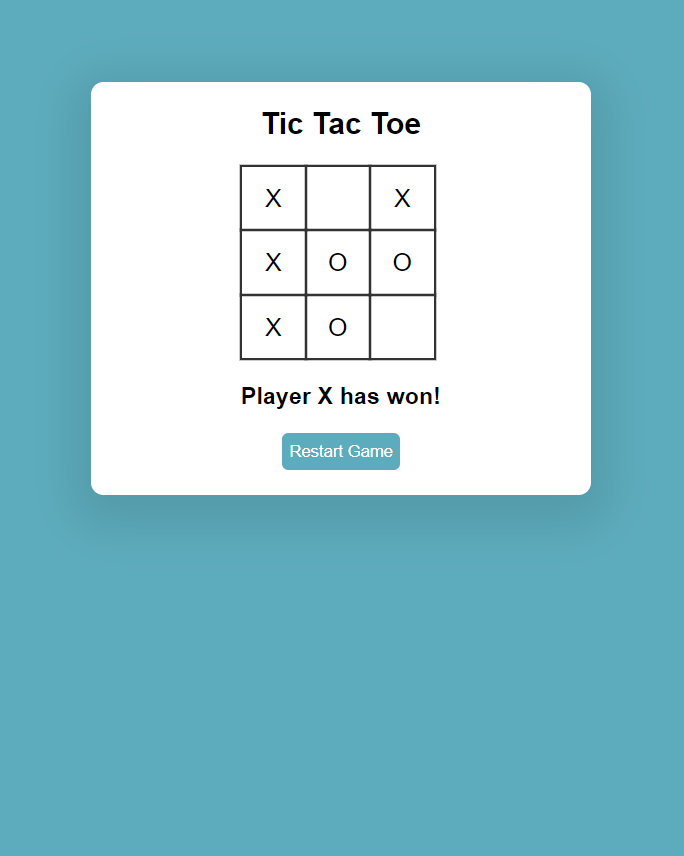 Tic Tac Toe
X X
X O O
X O
Player X has won!
Restart Game